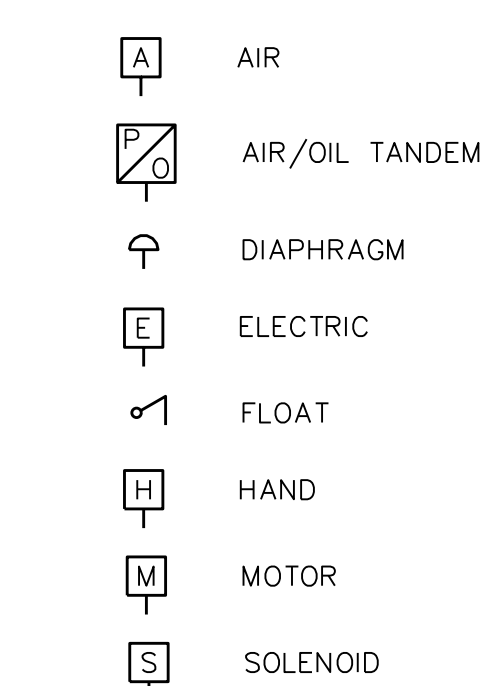 A AIR
P/O AIR/OIL TANDEM
DIAPHRAGM
E ELECTRIC
FLOAT
H HAND
M MOTOR
S SOLENOID